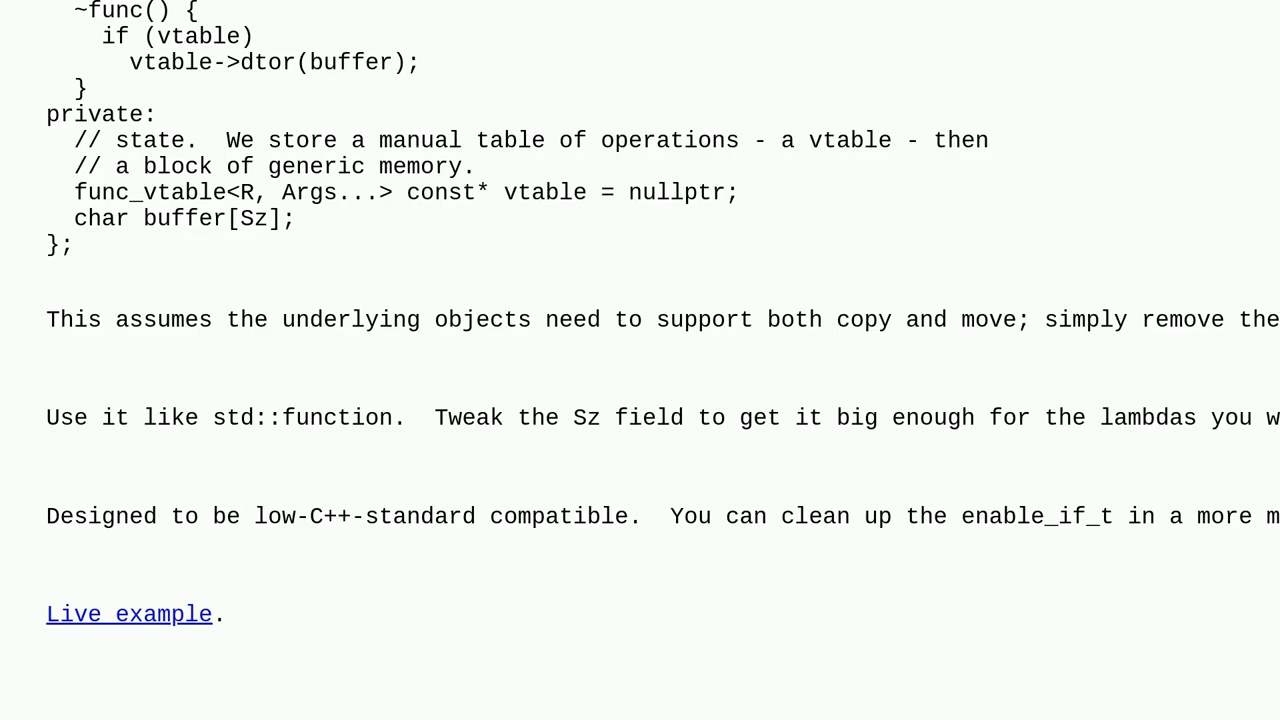 ~func() {
if (vtable)
vtable->dtor(buffer);
}
private:
// state.  We store a manual table of operations - a vtable - then
// a block of generic memory.
func_vtable<R, Args...> const* vtable = nullptr;
char buffer[Sz];
};
This assumes the underlying objects need to support both copy and move; simply remove the
Use it like std::function.  Tweak the Sz field to get it big enough for the lambdas you
Designed to be low-C++-standard compatible.  You can clean up the enable_if_t in a more
Live example.